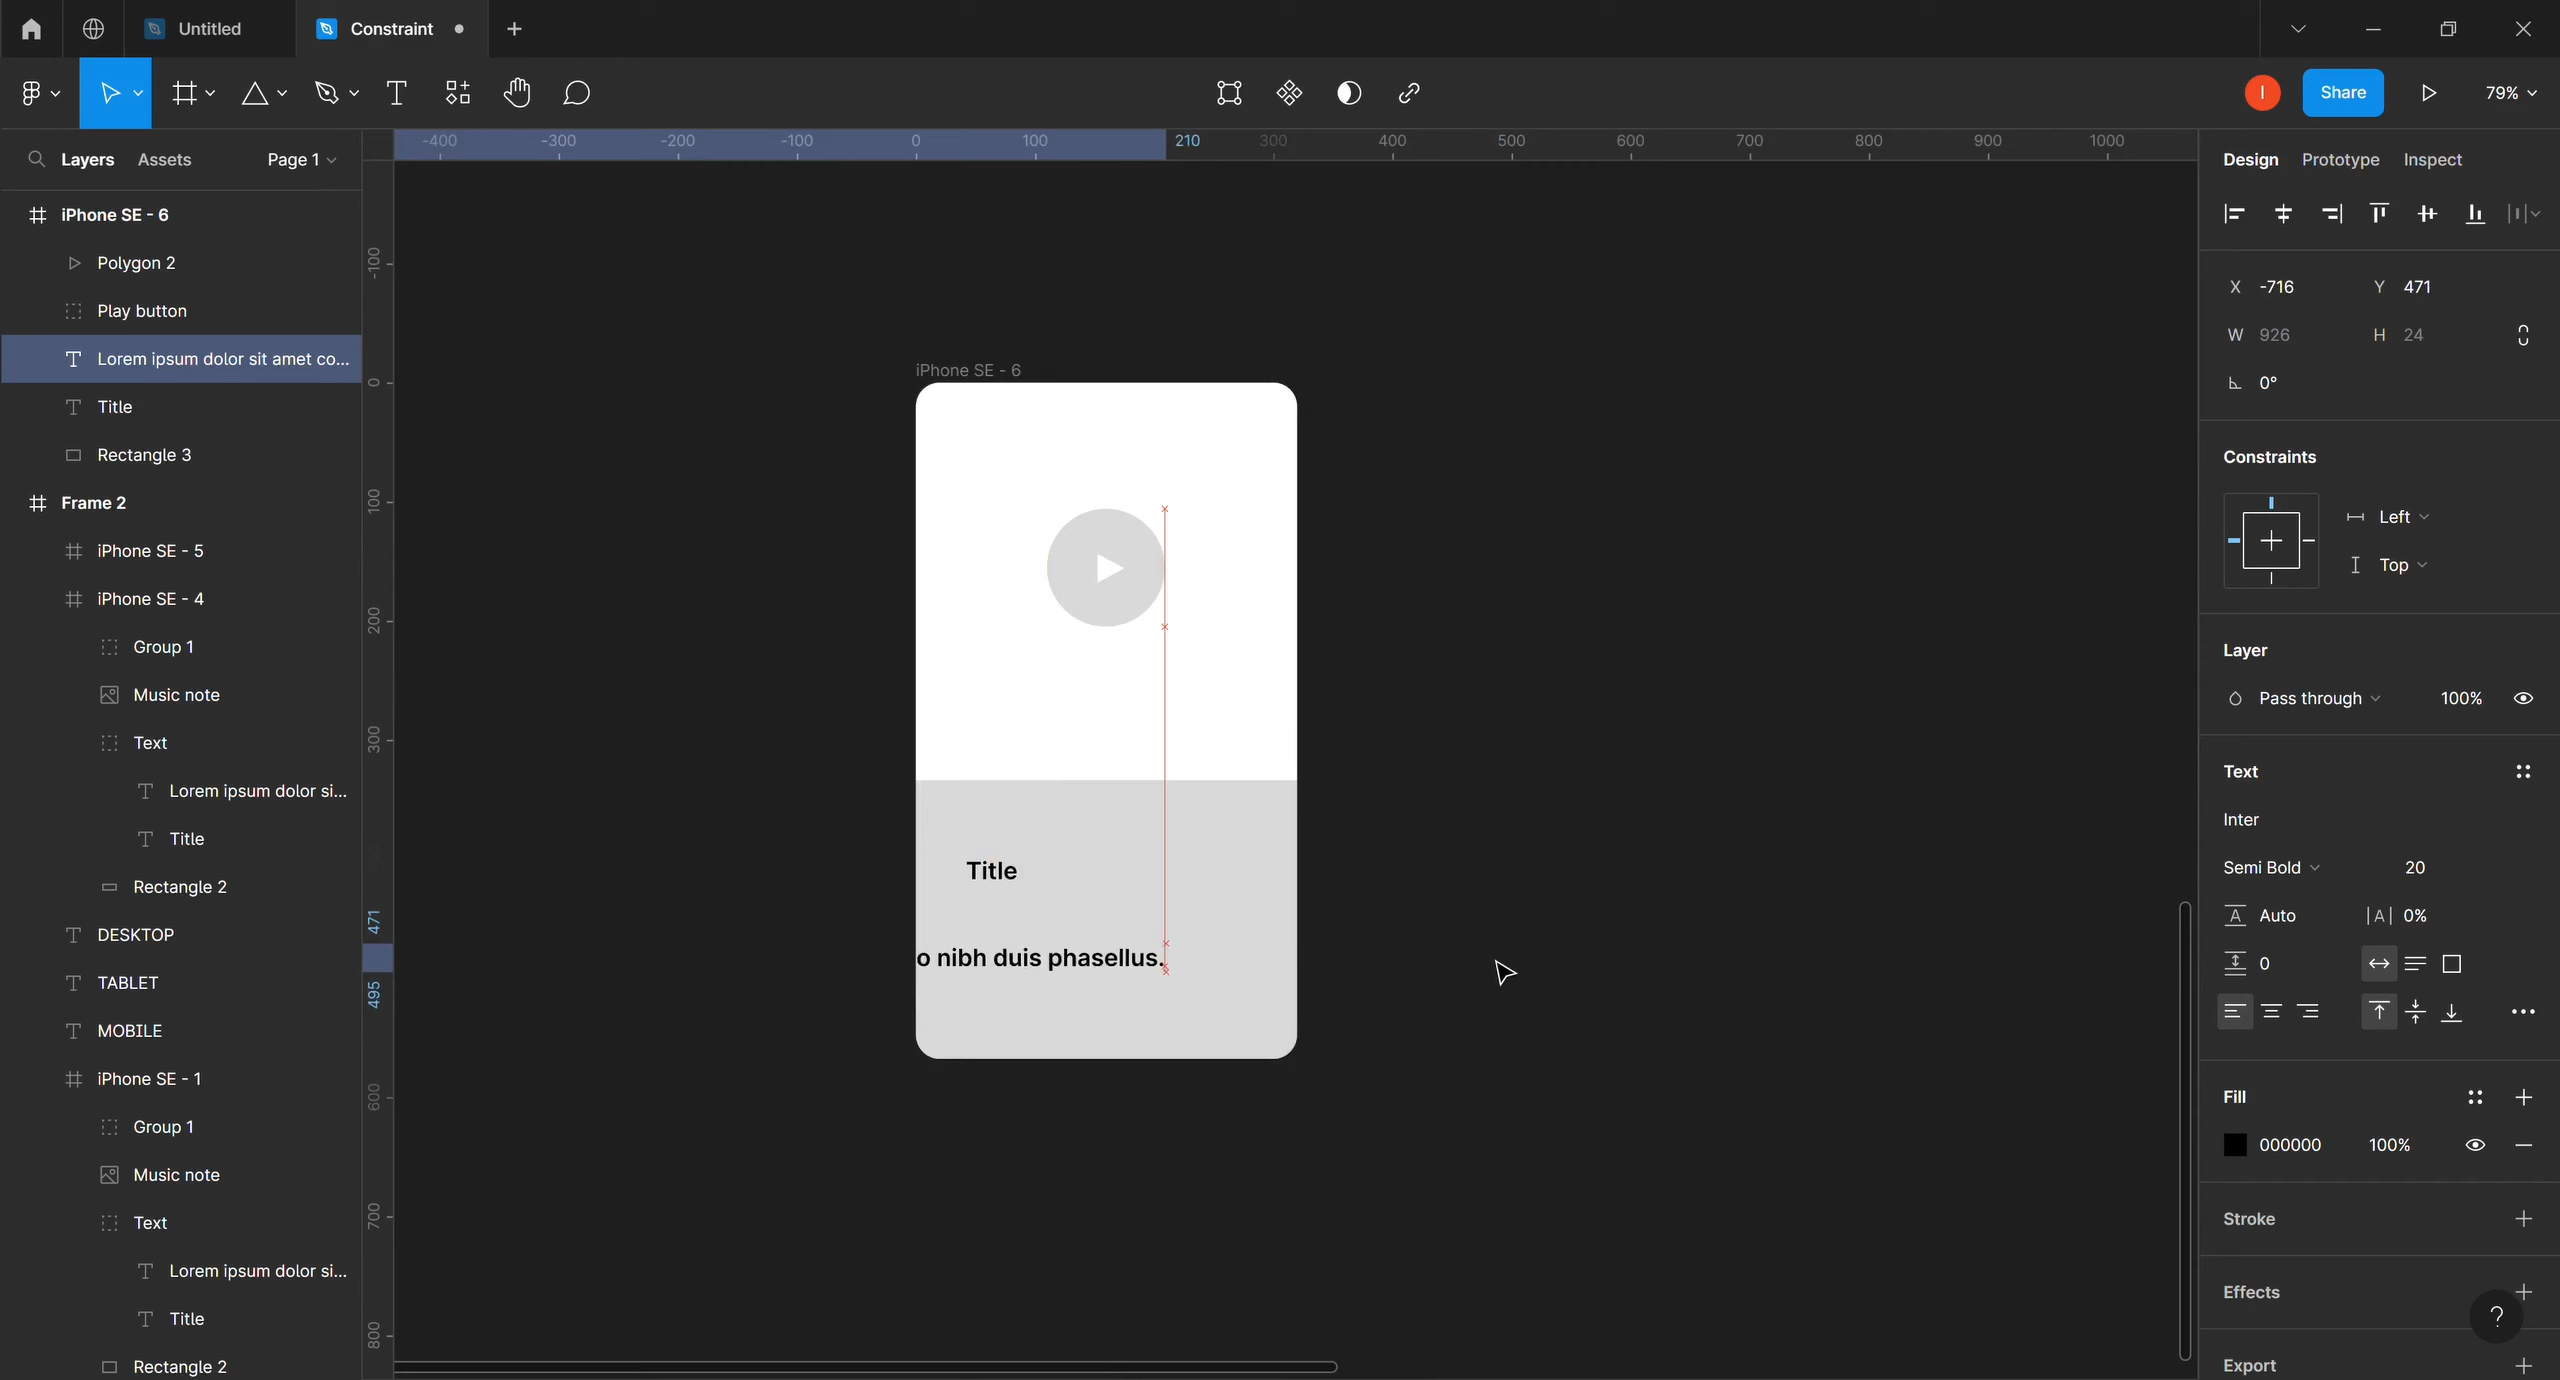 Untitled
Constraint
Share
79%
Layers
Assets
Page 1
-400 -300 -200 -100 0 100 210 300 400 500 600 700 800 900 1000
Design
Prototype
Inspect
iPhone SE - 6
Polygon 2
Play button
Lorem ipsum dolor sit amet co...
Title
Rectangle 3
Frame 2
iPhone SE - 5
iPhone SE - 4
Group 1
Music note
Text
Lorem ipsum dolor si...
Title
Rectangle 2
DESKTOP
TABLET
MOBILE
iPhone SE - 1
Group 1
Music note
Text
Lorem ipsum dolor si...
Title
Rectangle 2
-100
0
100
200
300
471
495
600
700
800
iPhone SE - 6
Title
o nibh duis phasellus.
X -716 Y 471
W 926 H 24
0°
Constraints
Left
Top
Layer
Pass through 100%
Text
Inter
Semi Bold 20
A Auto |A| 0%
0
Fill
000000 100%
Stroke
Effects
?
Export